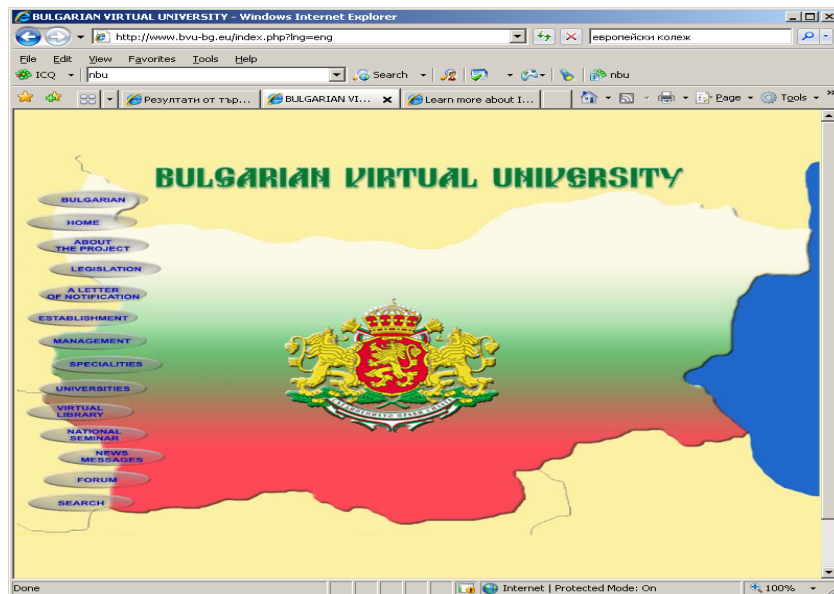 BULGARIAN VIRTUAL UNIVERSITY - Windows Internet Explorer
http://www.bvu-bg.eu/index.php?lng=eng
европейски колеж
File Edit View Favorites Tools Help
ICQ nbu Search nbu
Резултати от тър... BULGARIAN VI... Learn more about I... Page Tools
BULGARIAN VIRTUAL UNIVERSITY
BULGARIAN
HOME
ABOUT
THE PROJECT
LEGISLATION
A LETTER
OF NOTIFICATION
ESTABLISHMENT
MANAGEMENT
SPECIALITIES
UNIVERSITIES
VIRTUAL
LIBRARY
NATIONAL
SEMINAR
NEWS
MESSAGES
FORUM
SEARCH
Done Internet | Protected Mode: On 100%